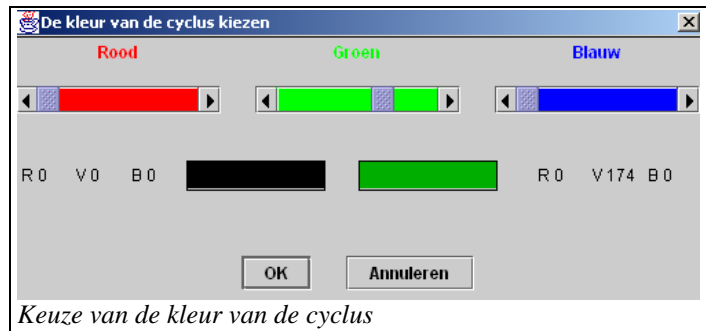 De kleur van de cyclus kiezen
Rood Groen Blauw
R 0 V 0 B 0 R 0 V 174 B 0
OK Annuleren
Keuze van de kleur van de cyclus